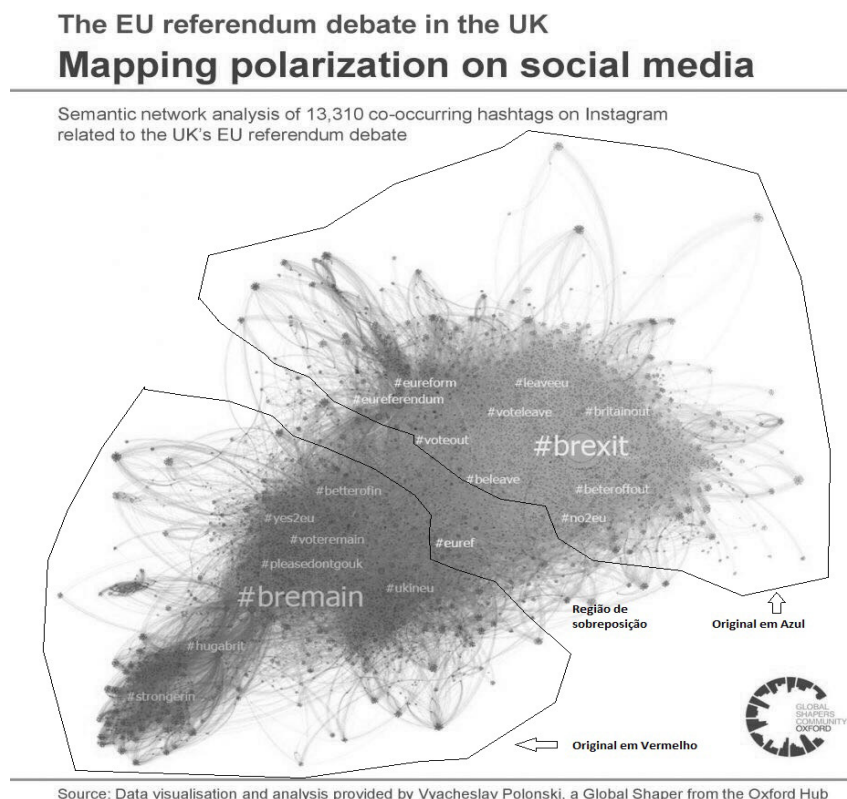 The EU referendum debate in the UK
Mapping polarization on social media
Semantic network analysis of 13,310 co-occurring hashtags on Instagram
related to the UK's EU referendum debate
#eureform
#leaveeu
#eureferendum
#voteleave
#britainout
#voteout
#brexit
#beleave
#betterofin
#beteroffout
#yes2eu
#no2eu
#voteremain
#euref
#pleasedontgouk
#bremain
#ukineu
Região de
sobreposição
Original em Azul
#hugabrit
#strongerin
GLOBAL
SHAPERS
COMMUNITY
OXFORD
Original em Vermelho
Source: Data visualisation and analysis provided by Vyacheslav Polonski, a Global Shaper from the Oxford Hub